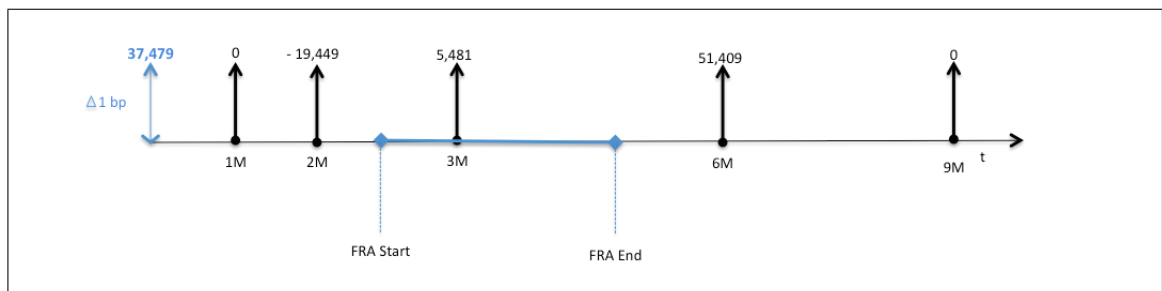 37,479 0 - 19,449 5,481 51,409 0
Δ 1 bp
1M 2M 3M 6M 9M t
FRA Start FRA End